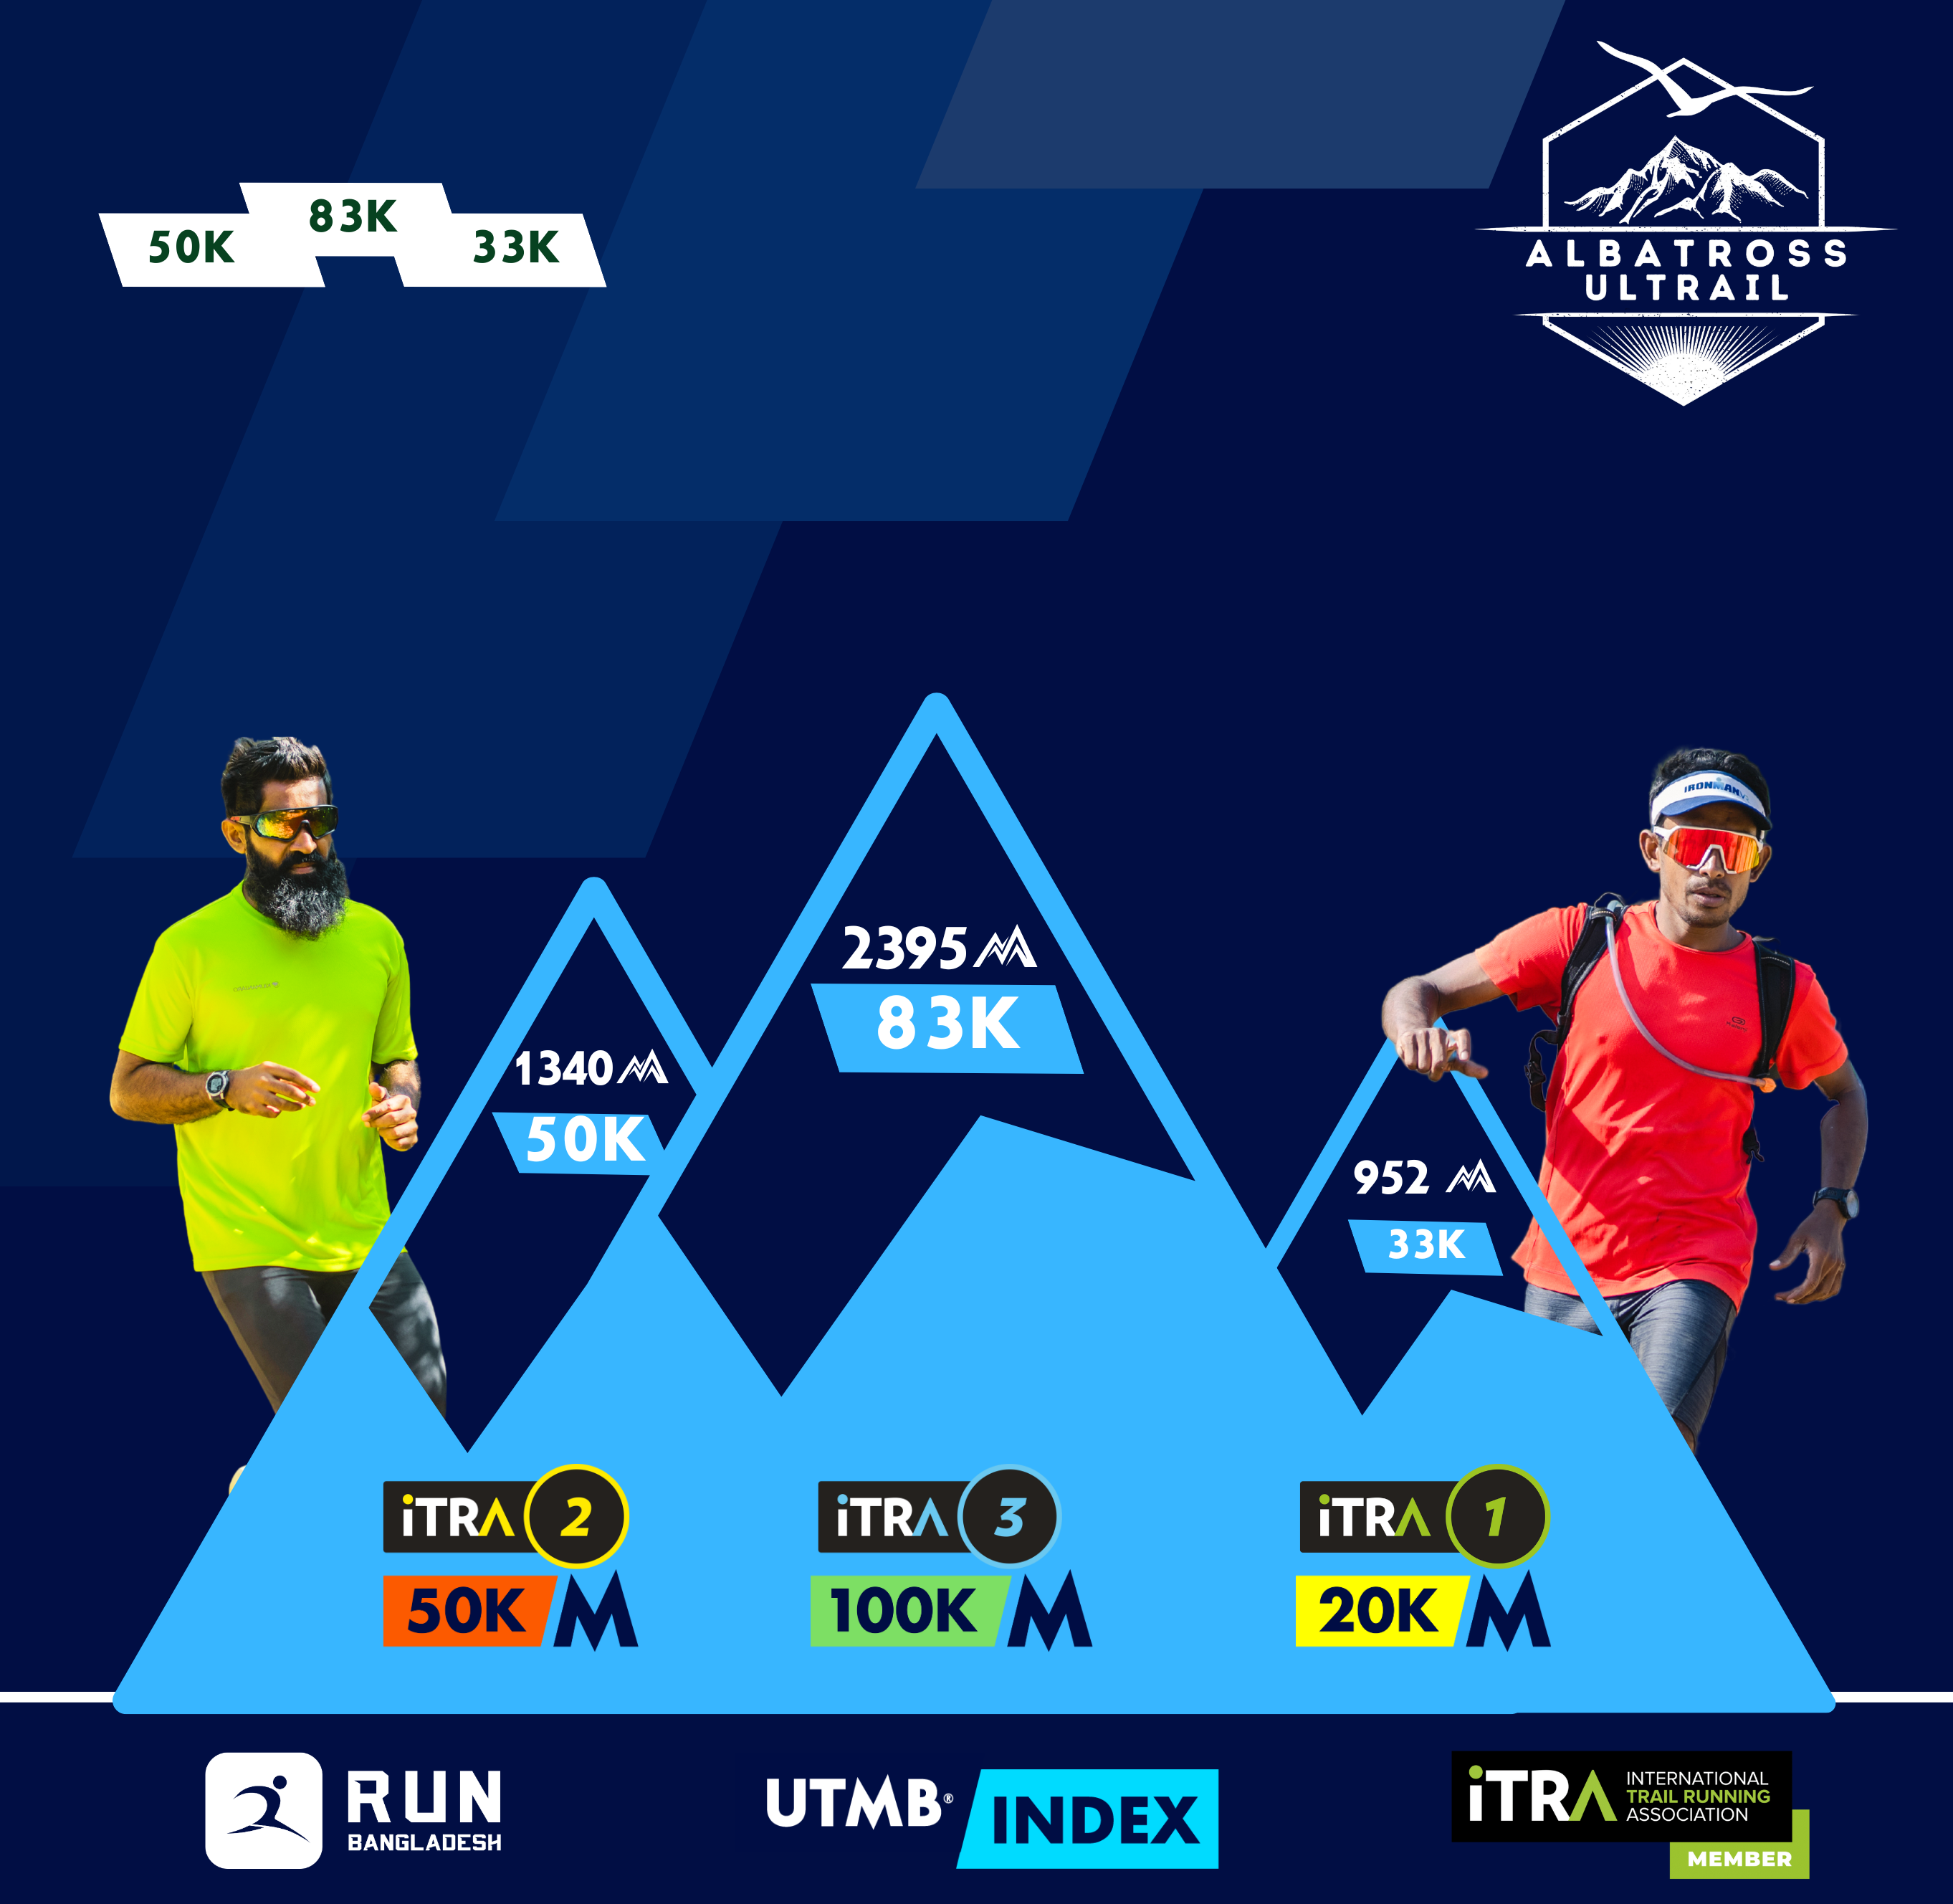 50K
83K
33K
ALBATROSS
ULTRAIL
IRONMAN
2395
83K
1340
50K
952
33K
iTRA 2
50K M
iTRA 3
100K M
iTRA 1
20K M
RUN
BANGLADESH
UTMB® INDEX
iTRA
INTERNATIONAL
TRAIL RUNNING
ASSOCIATION
MEMBER